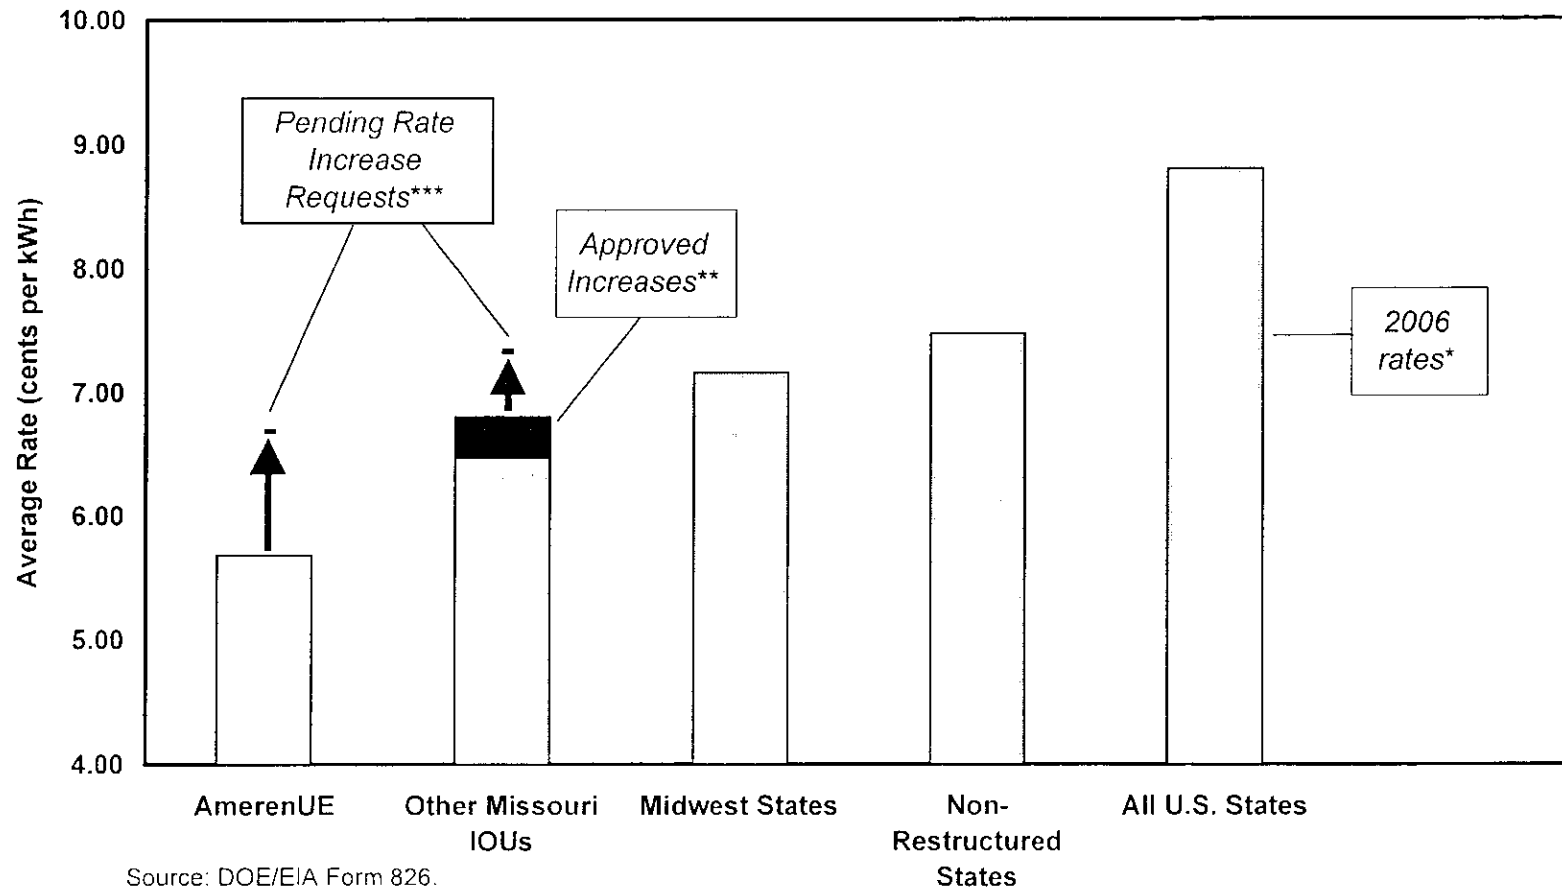 10.00
9.00
8.00
7.00
6.00
5.00
4.00
Average Rate (cents per kWh)
Pending Rate
Increase
Requests***
Approved
Increases**
2006
rates*
AmerenUE
Other Missouri
IOUs
Midwest States
Non-
Restructured
States
All U.S. States
Source: DOE/EIA Form 826.